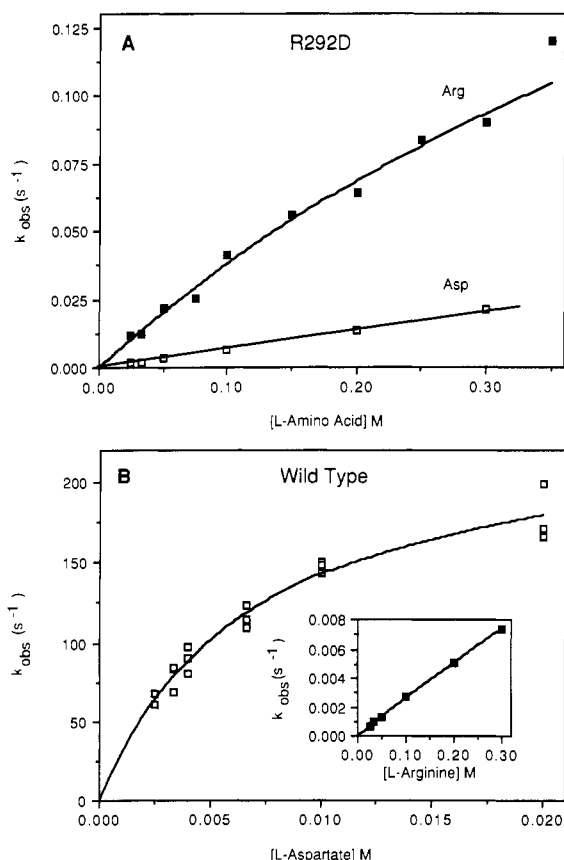 A R292D
0.125
0.100
0.075
0.050
0.025
0.000
k obs (s⁻¹)
Arg
Asp
0.00 0.10 0.20 0.30
[L-Amino Acid] M
B Wild Type
200
150
100
50
0
k obs (s⁻¹)
0.008
0.006
0.004
0.002
0.000
k obs (s⁻¹)
0.00 0.10 0.20 0.30
[L-Arginine] M
0.000 0.005 0.010 0.015 0.020
[L-Aspartate] M